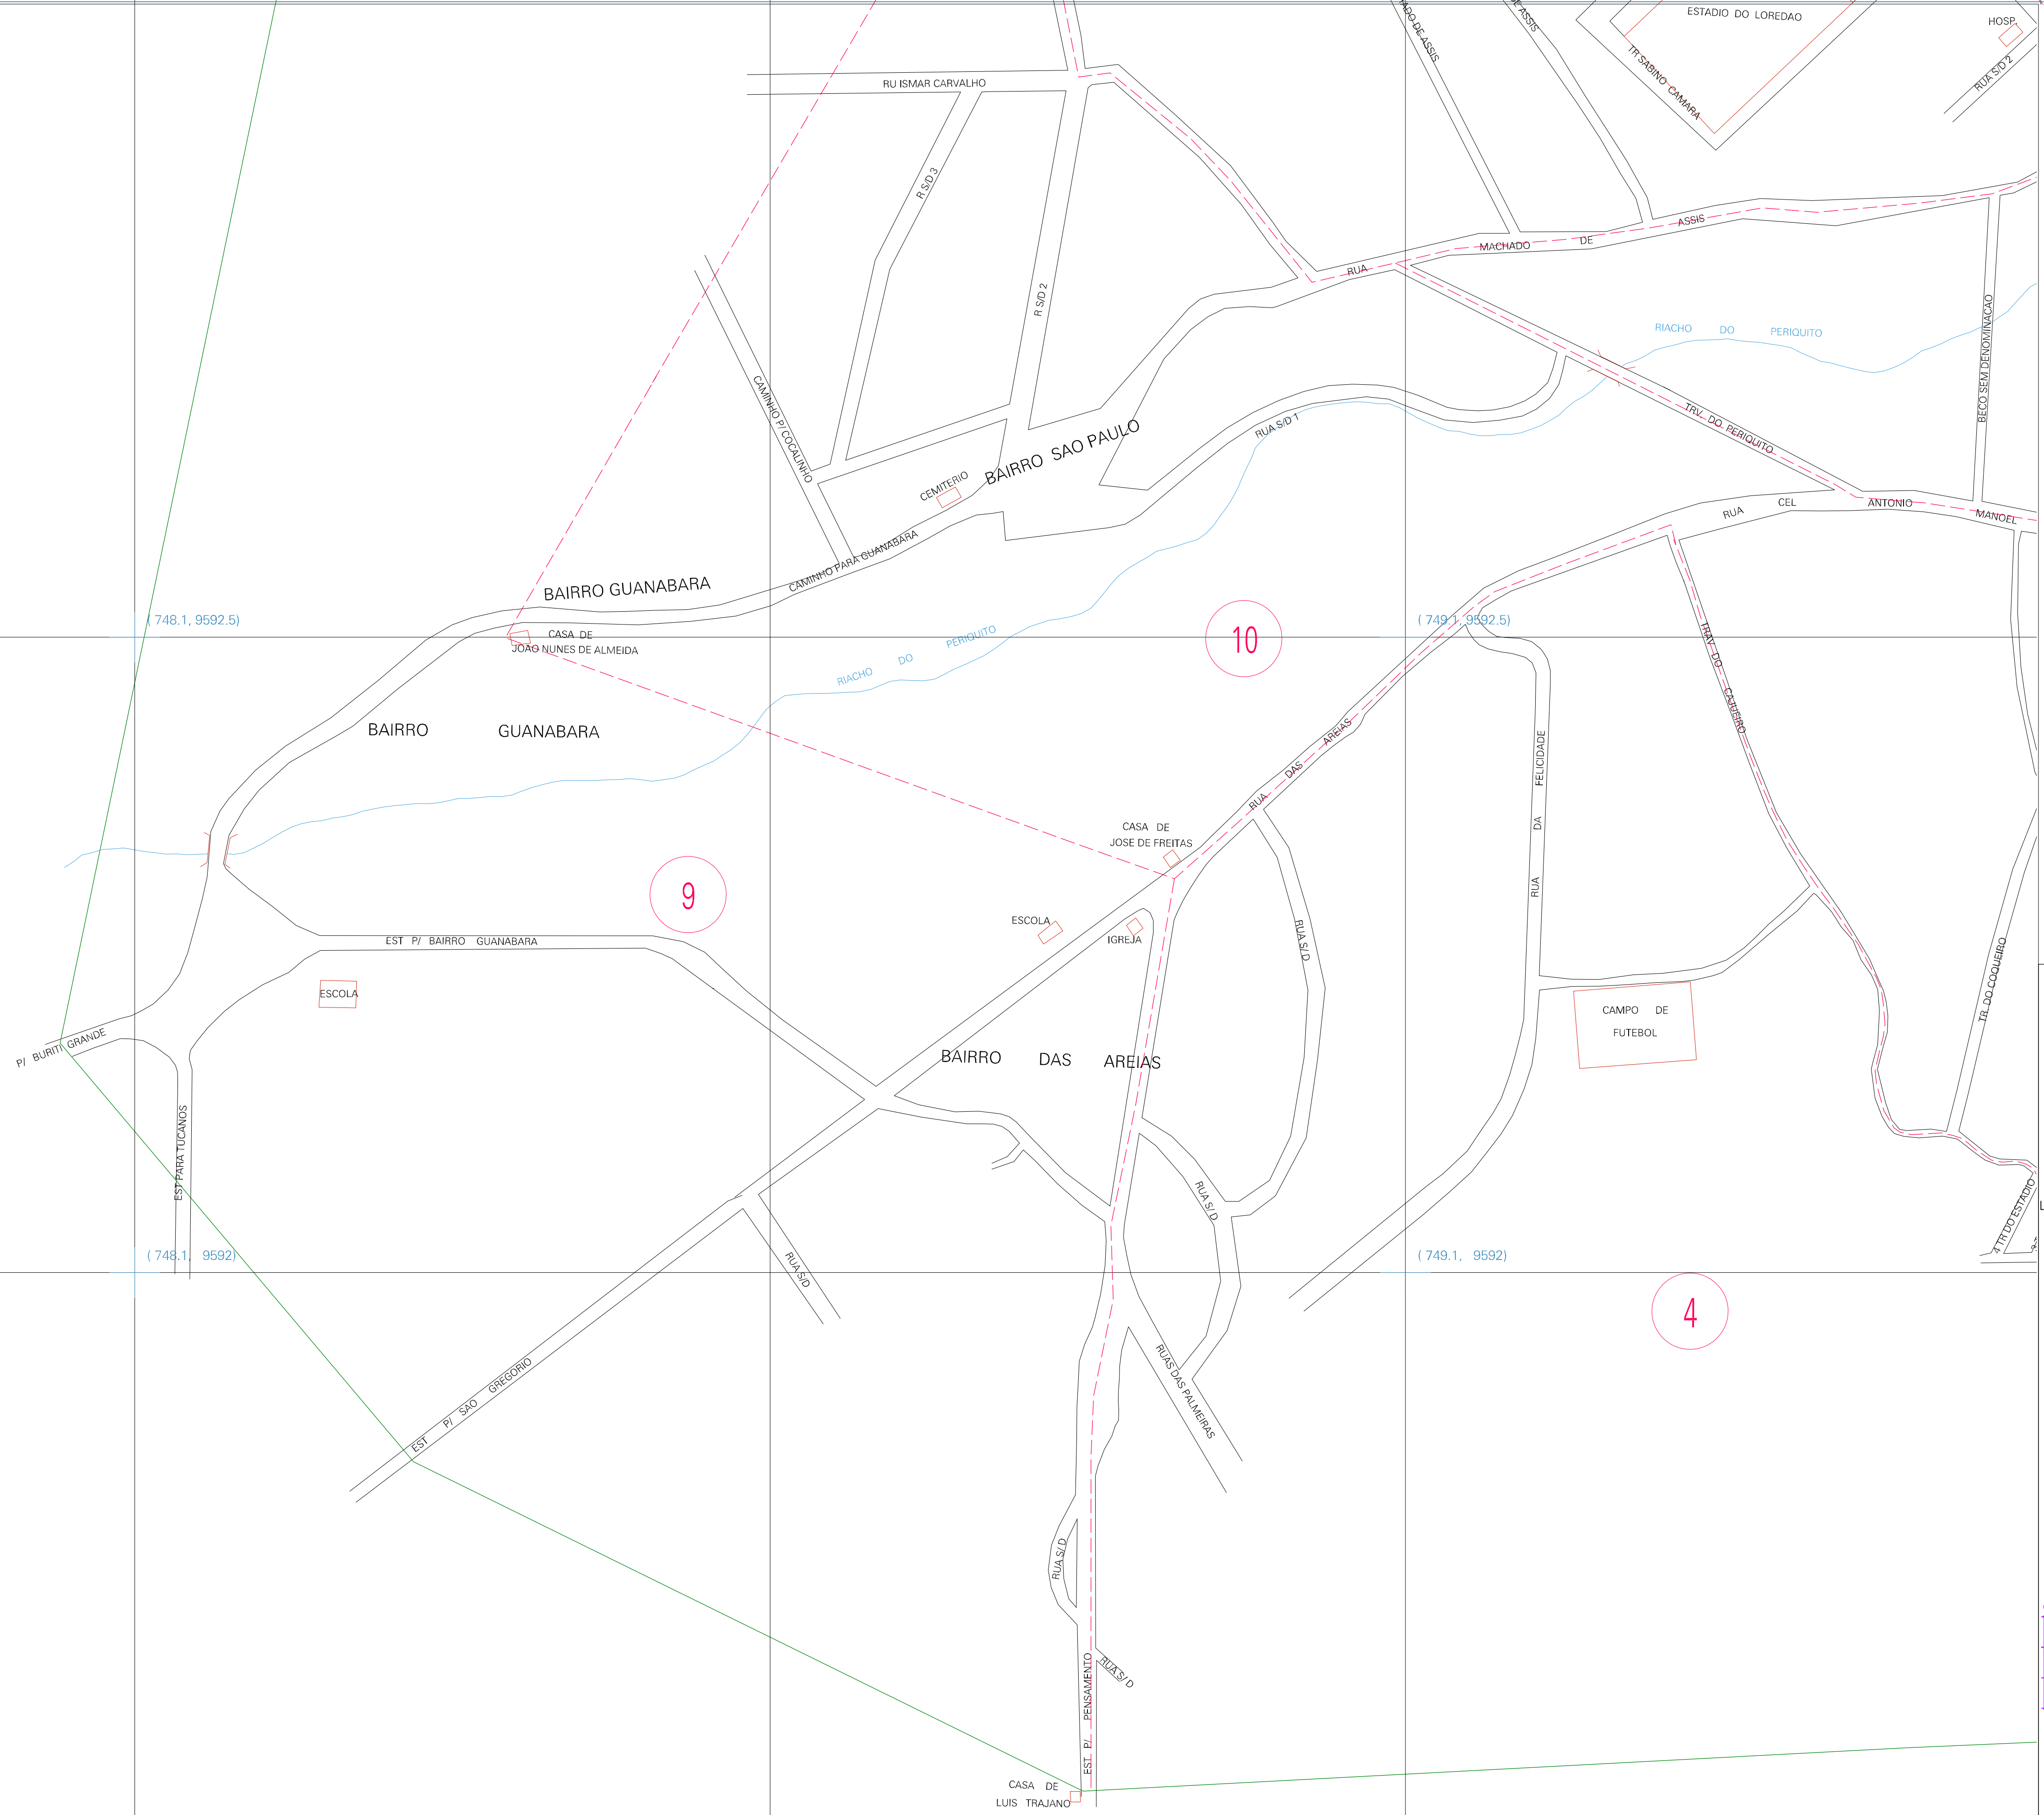 ESTADIO DO LOREDAO
HOSP.
TR SABINO CAMARA
RUA S/D 2
RU ISMAR CARVALHO
R S/D 3
R S/D 2
RUA MACHADO DE ASSIS
BECO SEM DENOMINACAO
RIACHO DO PERIQUITO
TRV. DO PERIQUITO
CAMINHO P/ COCALINHO
CEMITERIO
BAIRRO SAO PAULO
RUA S/D 1
RUA CEL ANTONIO MANOEL
CAMINHO PARA GUANABARA
BAIRRO GUANABARA
( 748.1, 9592.5)
( 749.1, 9592.5)
CASA DE
JOAO NUNES DE ALMEIDA
RIACHO DO PERIQUITO
10
TRAV DO CAJUEIRO
BAIRRO GUANABARA
RUA DAS AREIAS
RUA DA FELICIDADE
CASA DE
JOSE DE FREITAS
9
ESCOLA
IGREJA
RUA S/ D
EST P/ BAIRRO GUANABARA
ESCOLA
CAMPO DE
FUTEBOL
TR. DO COQUEIRO
P/ BURITI GRANDE
BAIRRO DAS AREIAS
EST PARA TUCANOS
RUA S/ D
4 TR DO ESTADIO
( 748.1, 9592)
RUA S/D
( 749.1, 9592)
4
EST P/ SAO GREGORIO
RUAS DAS PALMEIRAS
RUA S/ D
RUA S/ D
EST P/ PENSAMENTO
CASA DE
LUIS TRAJANO